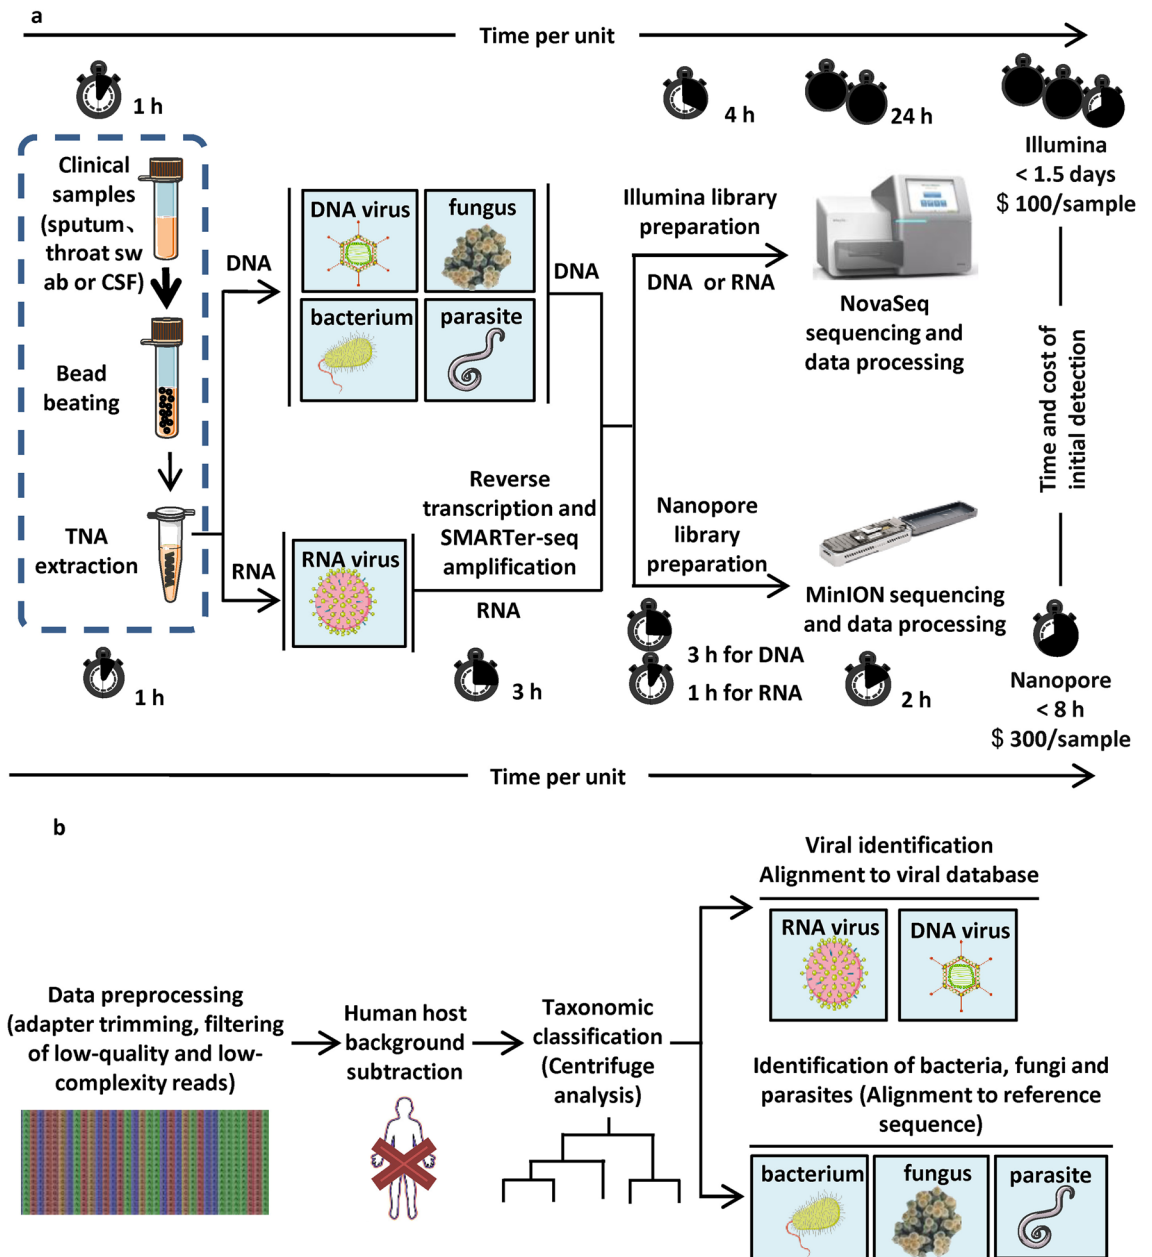 a
Time per unit
1 h
4 h
24 h
Illumina
< 1.5 days
$ 100/sample
Clinical
samples
(sputum、
throat sw
ab or CSF)
Bead
beating
TNA
extraction
1 h
DNA
DNA virus
fungus
bacterium
parasite
DNA
RNA
RNA virus
Reverse
transcription and
SMARTer-seq
amplification
RNA
3 h
Illumina library
preparation
DNA or RNA
NovaSeq
sequencing and
data processing
Nanopore
library
preparation
MinION sequencing
and data processing
3 h for DNA
1 h for RNA
2 h
Time and cost of
initial detection
Nanopore
< 8 h
$ 300/sample
Time per unit
b
Data preprocessing
(adapter trimming, filtering
of low-quality and low-
complexity reads)
Human host
background
subtraction
Taxonomic
classification
(Centrifuge
analysis)
Viral identification
Alignment to viral database
RNA virus
DNA virus
Identification of bacteria, fungi and
parasites (Alignment to reference
sequence)
bacterium
fungus
parasite